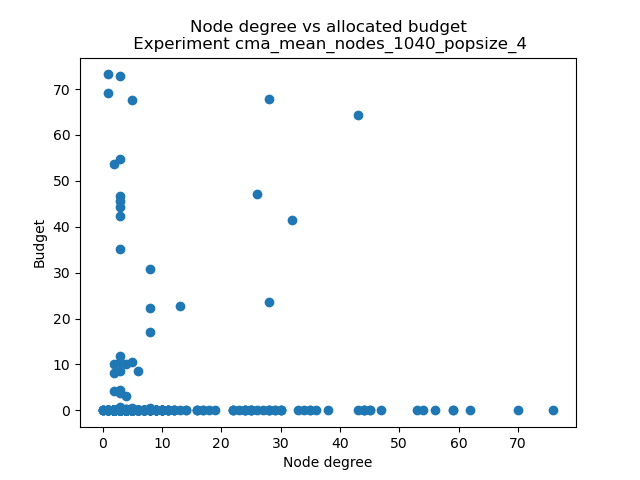 Node degree vs allocated budget
Experiment cma_mean_nodes_1040_popsize_4
70
60
50
40
30
20
10
0
Budget
0 10 20 30 40 50 60 70
Node degree